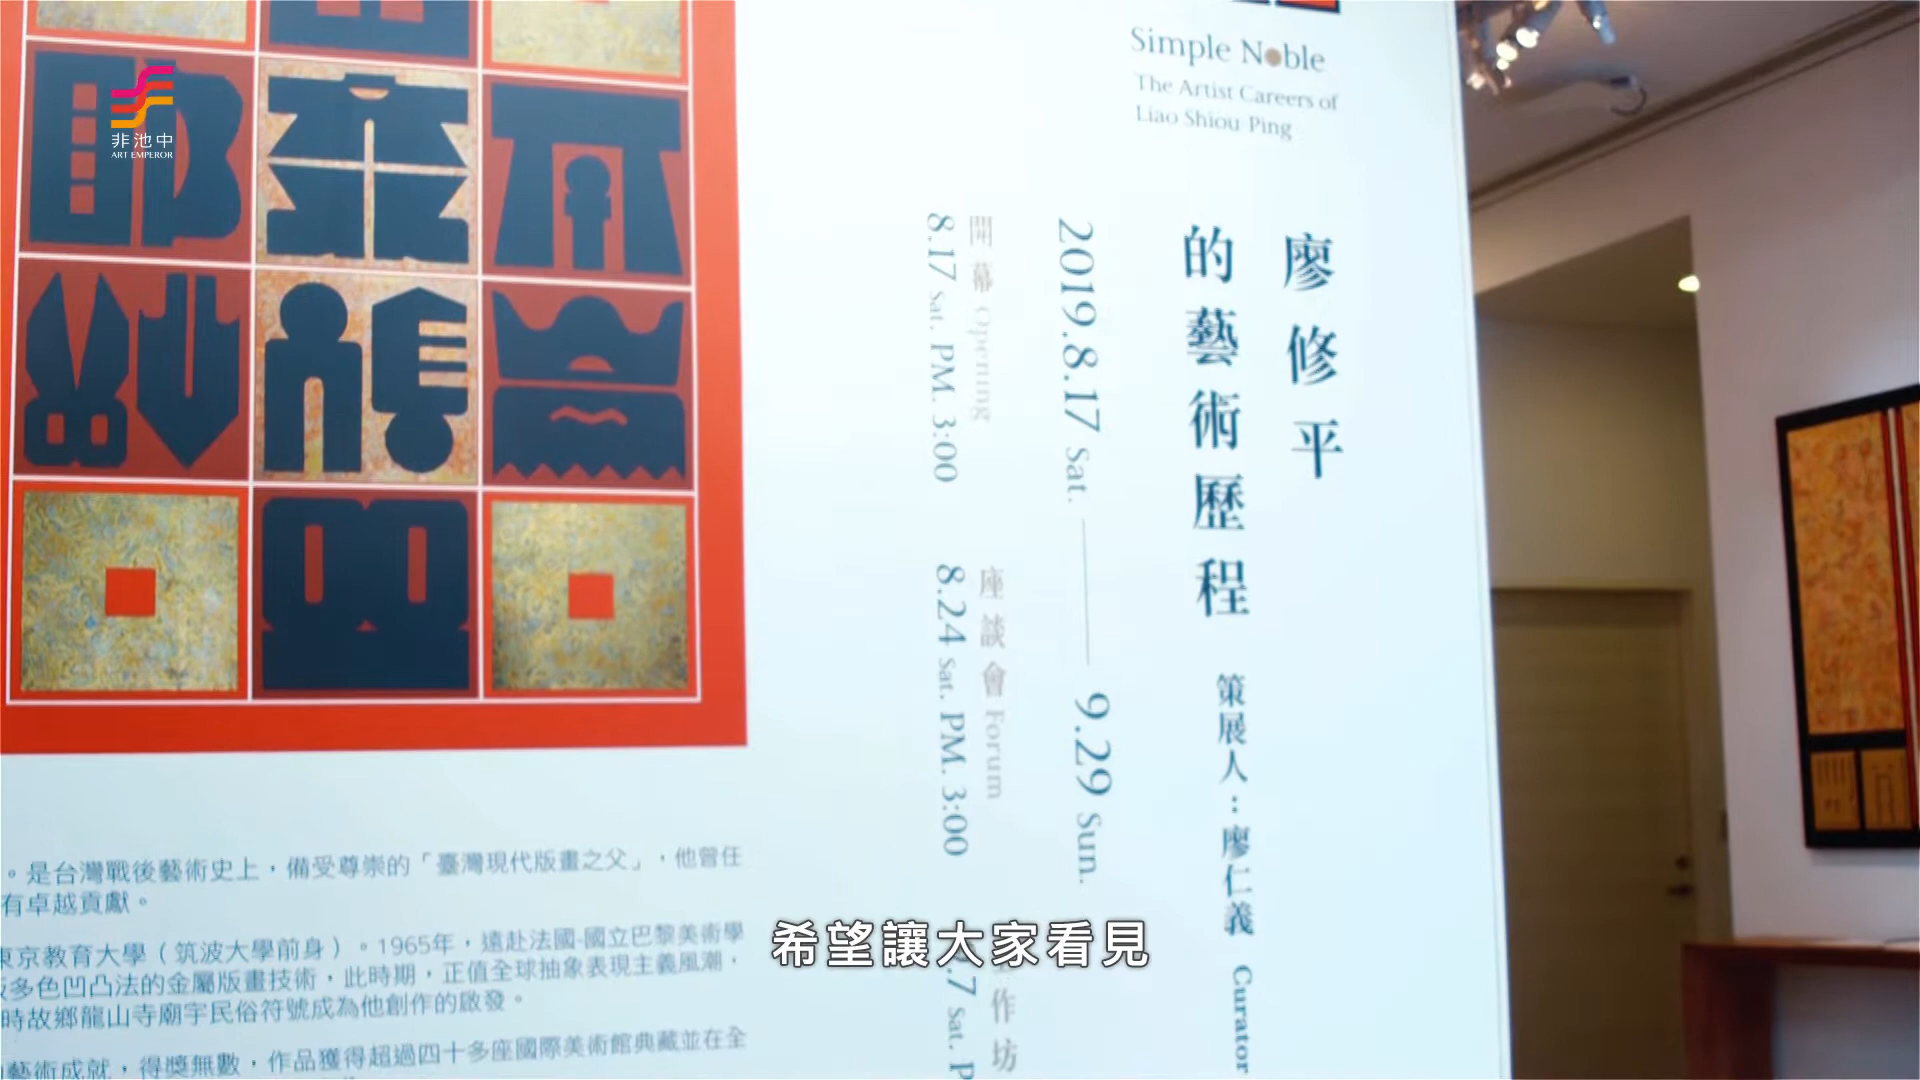 非池中
ART EMPEROR
Simple Noble
The Artist Careers of
Liao Shiou Ping
廖修平
的藝術歷程 策展人：廖仁義 Curator
2019.8.17 Sat. — 9.29 Sun.
開幕 Opening
8.17 Sat. PM. 3:00
座談會 Forum
8.24 Sat. PM. 3:00
作坊
.7 Sat. P
。是台灣戰後藝術史上，備受尊崇的「臺灣現代版畫之父」，他曾任
有卓越貢獻。
東京教育大學（筑波大學前身）。1965年，遠赴法國-國立巴黎美術學
多色凹凸法的金屬版畫技術，此時期，正值全球抽象表現主義風潮，
時故鄉龍山寺廟宇民俗符號成為他創作的啟發。
藝術成就，得獎無數，作品獲得超過四十多座國際美術館典藏並在全
希望讓大家看見